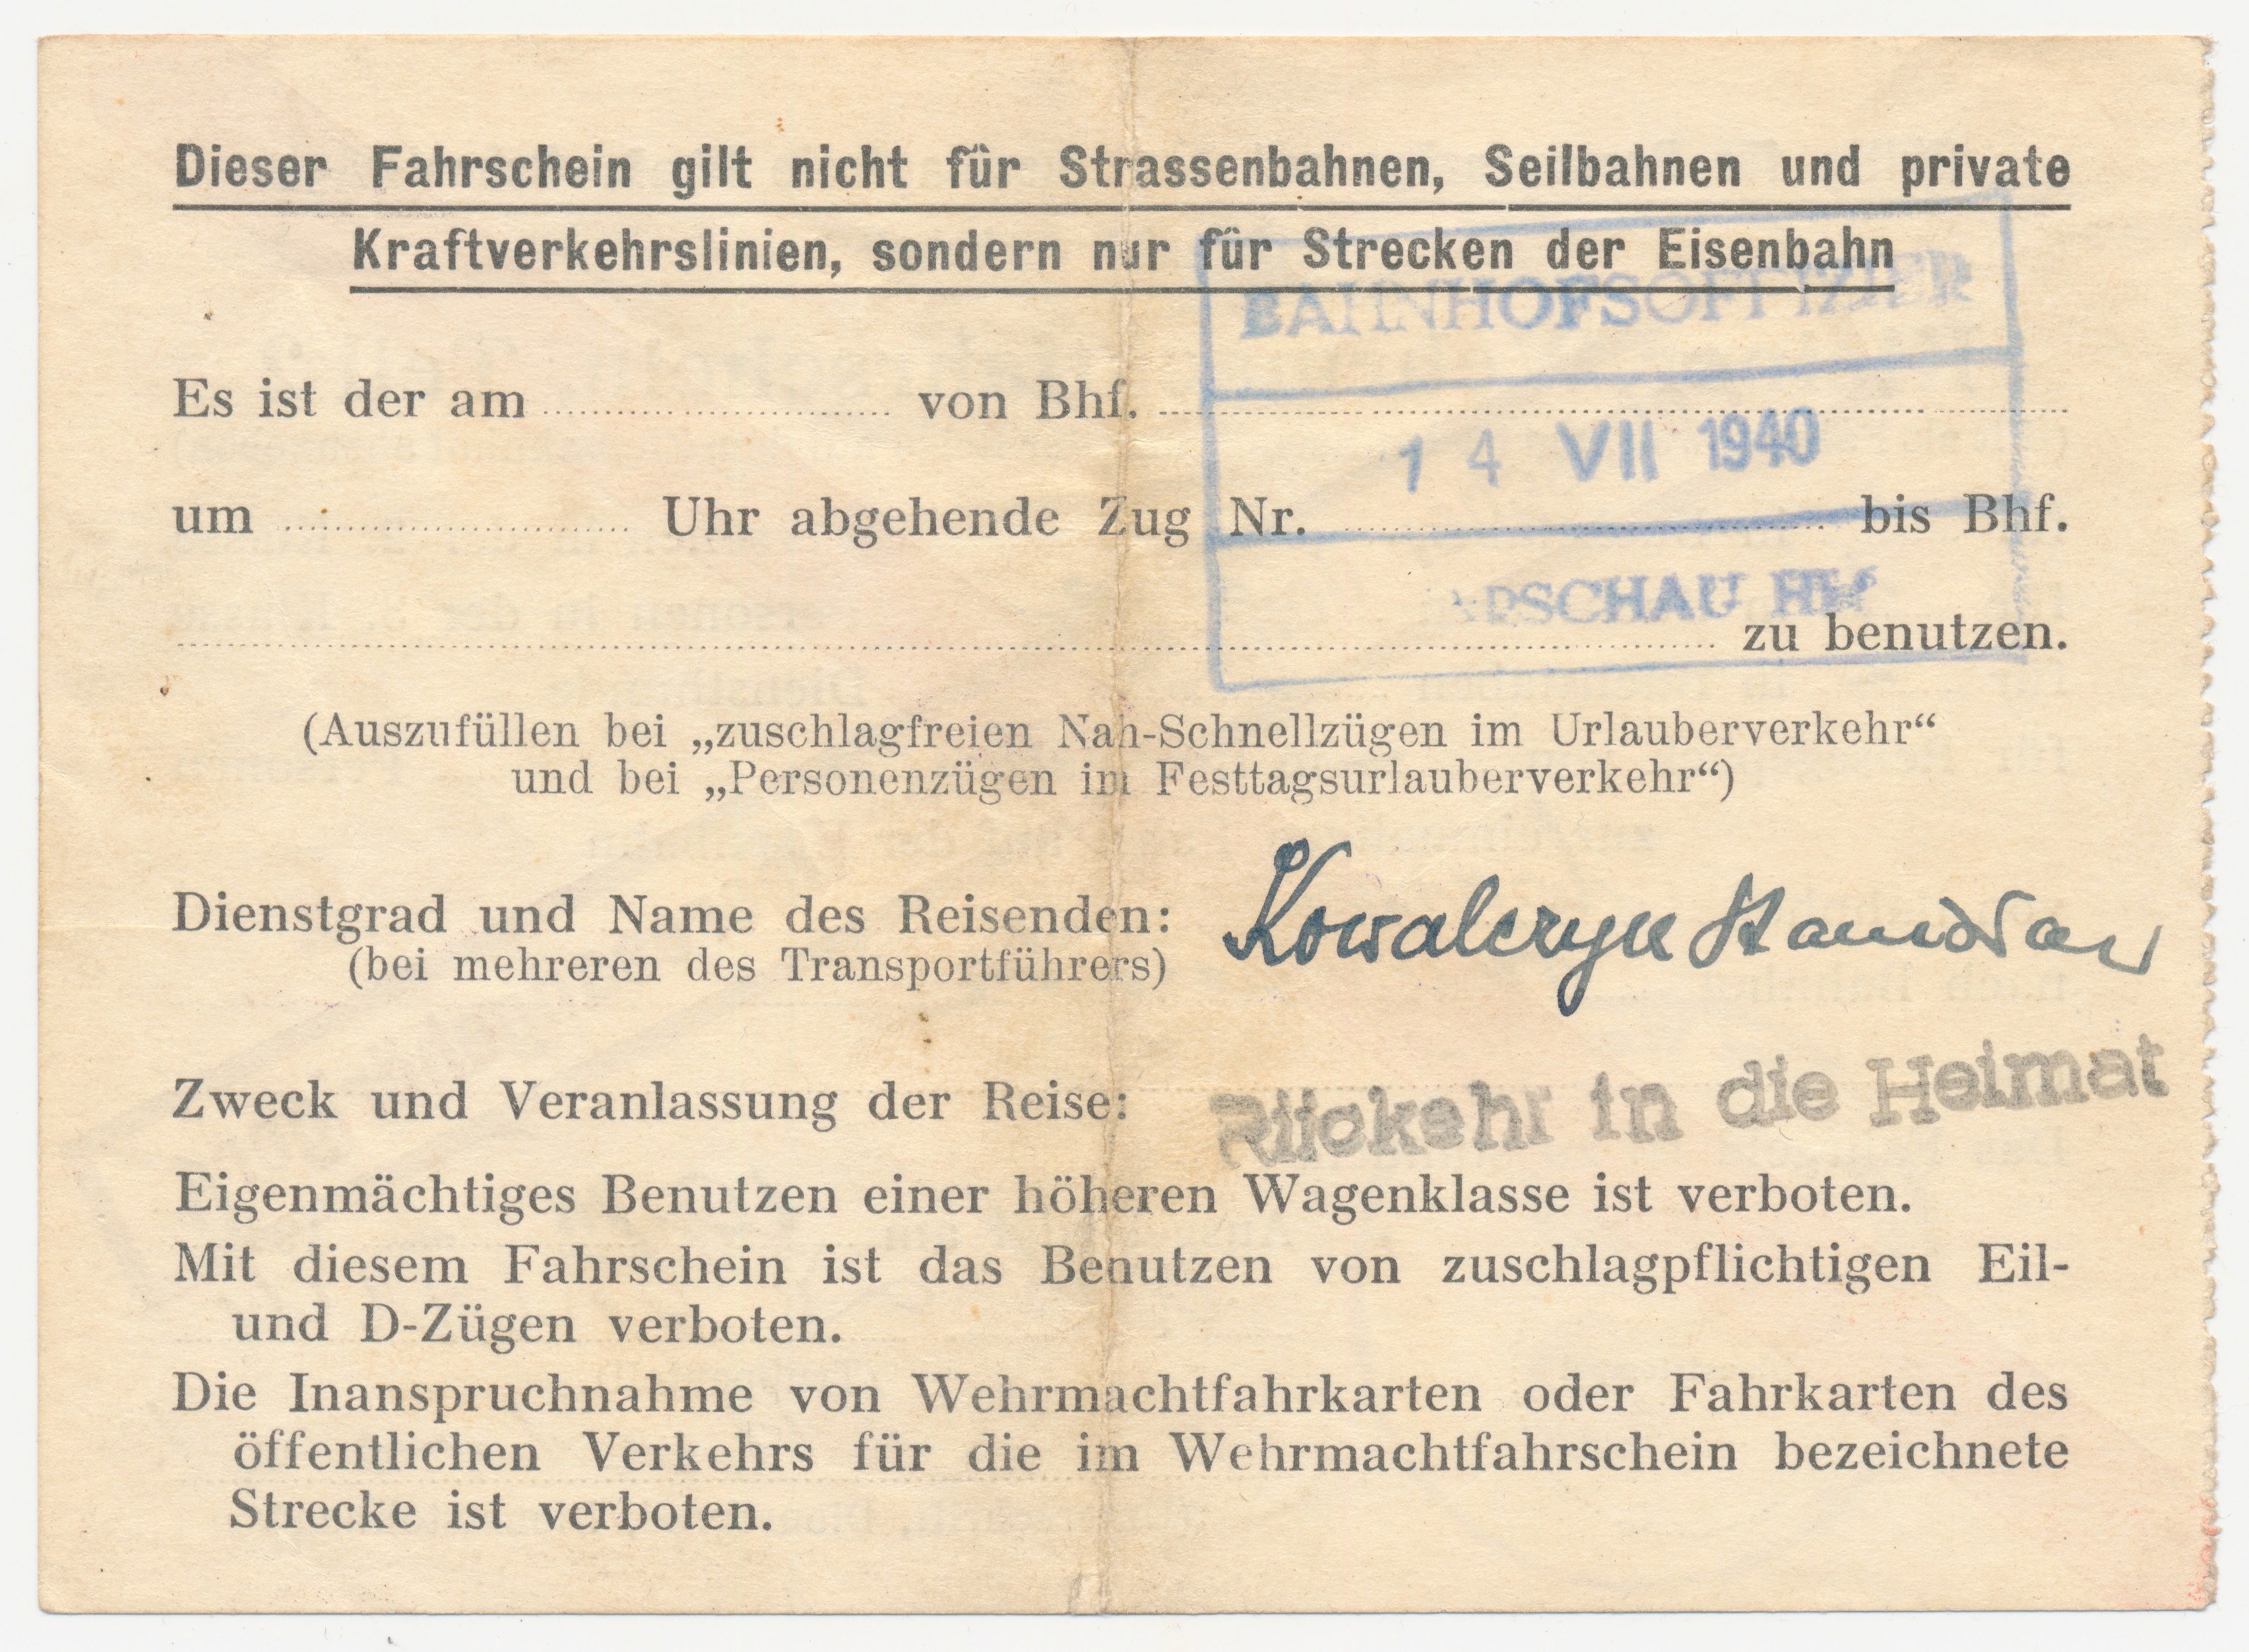 Dieser Fahrschein gilt nicht für Strassenbahnen, Seilbahnen und private
Kraftverkehrslinien, sondern nur für Strecken der Eisenbahn
BAHNHOFSOFFIZIER
Es ist der am von Bhf.
14 VII 1940
um Uhr abgehende Zug Nr. bis Bhf.
ARSCHAU HBF
zu benutzen.
(Auszufüllen bei „zuschlagfreien Nah-Schnellzügen im Urlauberverkehr“
und bei „Personenzügen im Festtagsurlauberverkehr“)
Dienstgrad und Name des Reisenden: Kowalczyk Stanisław
(bei mehreren des Transportführers)
Zweck und Veranlassung der Reise: Rückkehr in die Heimat
Eigenmächtiges Benutzen einer höheren Wagenklasse ist verboten.
Mit diesem Fahrschein ist das Benutzen von zuschlagpflichtigen Eil-
und D-Zügen verboten.
Die Inanspruchnahme von Wehrmachtfahrkarten oder Fahrkarten des
öffentlichen Verkehrs für die im Wehrmachtfahrschein bezeichnete
Strecke ist verboten.